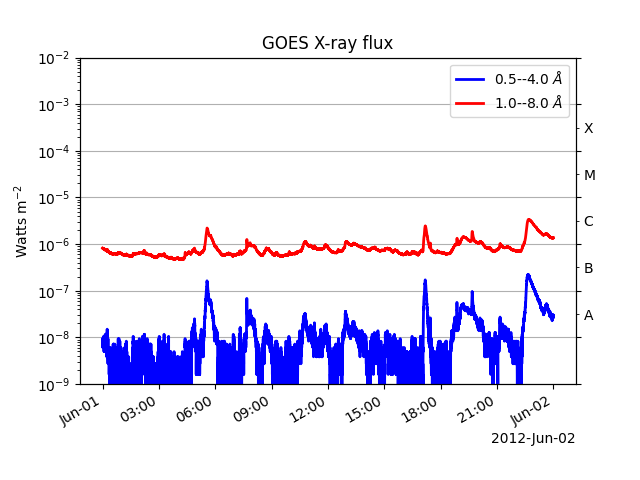 GOES X-ray flux
Watts m⁻²
10⁻²
10⁻³
10⁻⁴
10⁻⁵
10⁻⁶
10⁻⁷
10⁻⁸
10⁻⁹
0.5--4.0 Å
1.0--8.0 Å
X
M
C
B
A
Jun-01 03:00 06:00 09:00 12:00 15:00 18:00 21:00 Jun-02
2012-Jun-02